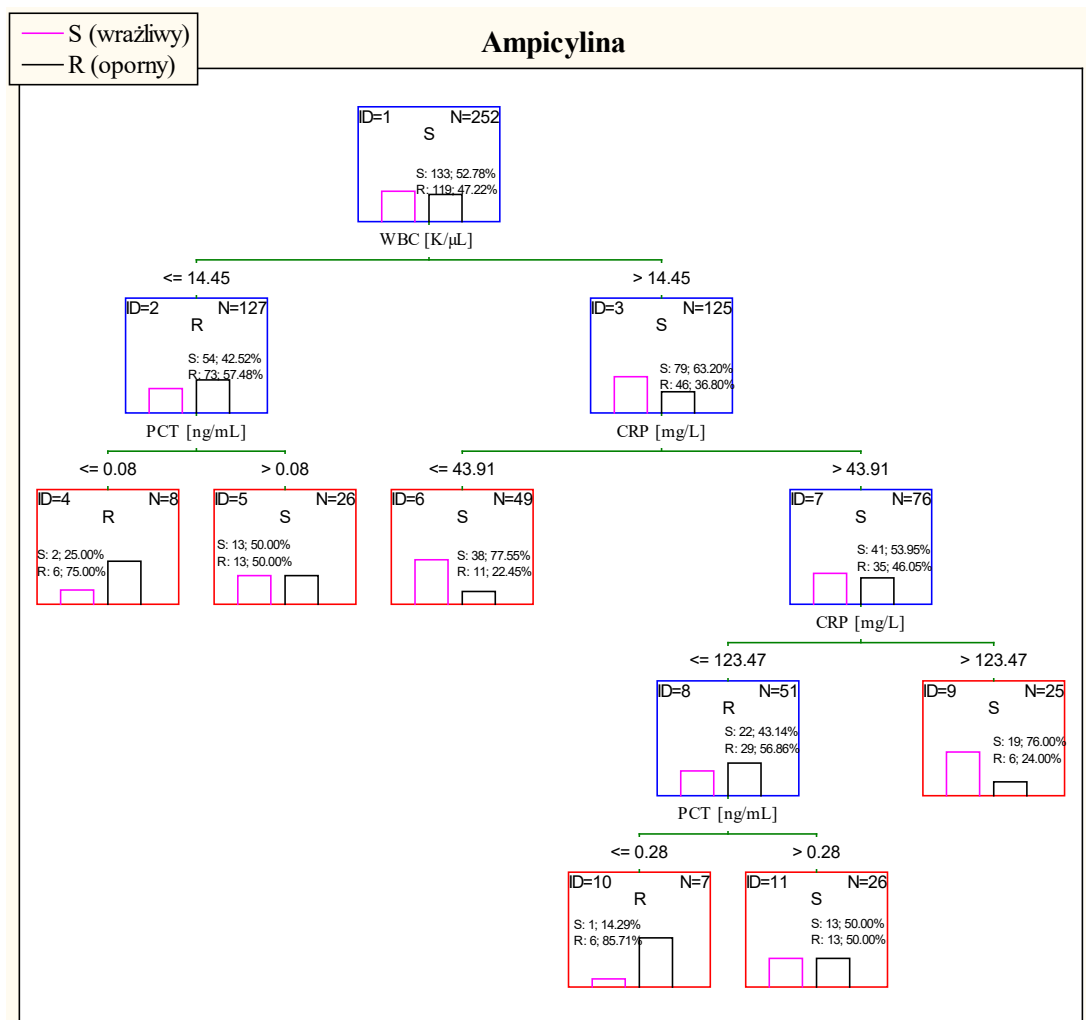 S (wrażliwy)
R (oporny)
Ampicylina
ID=1 N=252
S
S: 133; 52.78%
R: 119; 47.22%
WBC [K/μL]
<= 14.45 > 14.45
ID=2 N=127
R
S: 54; 42.52%
R: 73; 57.48%
PCT [ng/mL]
ID=3 N=125
S
S: 79; 63.20%
R: 46; 36.80%
CRP [mg/L]
<= 0.08 > 0.08 <= 43.91 > 43.91
ID=4 N=8
R
S: 2; 25.00%
R: 6; 75.00%
ID=5 N=26
S
S: 13; 50.00%
R: 13; 50.00%
ID=6 N=49
S
S: 38; 77.55%
R: 11; 22.45%
ID=7 N=76
S
S: 41; 53.95%
R: 35; 46.05%
CRP [mg/L]
<= 123.47 > 123.47
ID=8 N=51
R
S: 22; 43.14%
R: 29; 56.86%
PCT [ng/mL]
ID=9 N=25
S
S: 19; 76.00%
R: 6; 24.00%
<= 0.28 > 0.28
ID=10 N=7
R
S: 1; 14.29%
R: 6; 85.71%
ID=11 N=26
S
S: 13; 50.00%
R: 13; 50.00%